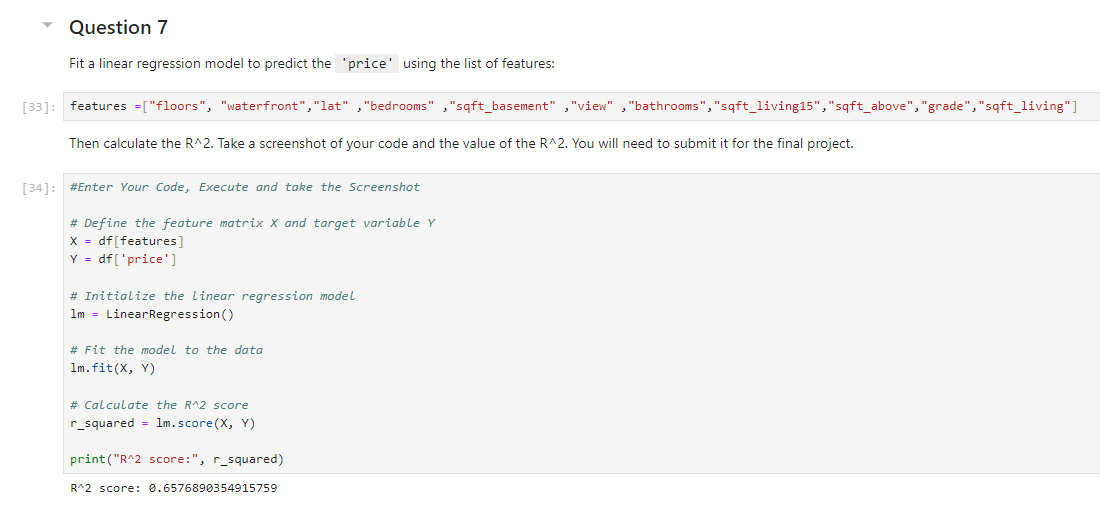 Question 7
Fit a linear regression model to predict the 'price' using the list of features:
[33]: features =["floors", "waterfront","lat" ,"bedrooms" ,"sqft_basement" ,"view" ,"bathrooms","sqft_living15","sqft_above","grade","sqft_living"]
Then calculate the R^2. Take a screenshot of your code and the value of the R^2. You will need to submit it for the final project.
[34]: #Enter Your Code, Execute and take the Screenshot
# Define the feature matrix X and target variable Y
X = df[features]
Y = df['price']
# Initialize the linear regression model
lm = LinearRegression()
# Fit the model to the data
lm.fit(X, Y)
# Calculate the R^2 score
r_squared = lm.score(X, Y)
print("R^2 score:", r_squared)
R^2 score: 0.6576890354915759